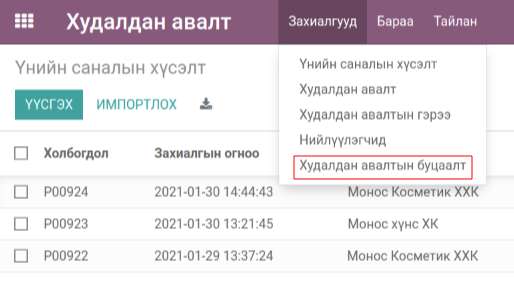 Худалдан авалт Захиалгууд Бараа Тайлан
Үнийн саналын хүсэлт
ҮҮСГЭХ ИМПОРТЛОХ
Үнийн саналын хүсэлт
Худалдан авалт
Худалдан авалтын гэрээ
Нийлүүлэгчид
Худалдан авалтын буцаалт
Холбогдол Захиалгын огноо
P00924 2021-01-30 14:44:43 Монос Косметик ХХК
P00923 2021-01-30 13:21:45 Монос хүнс ХК
P00922 2021-01-29 13:37:24 Монос Косметик ХХК